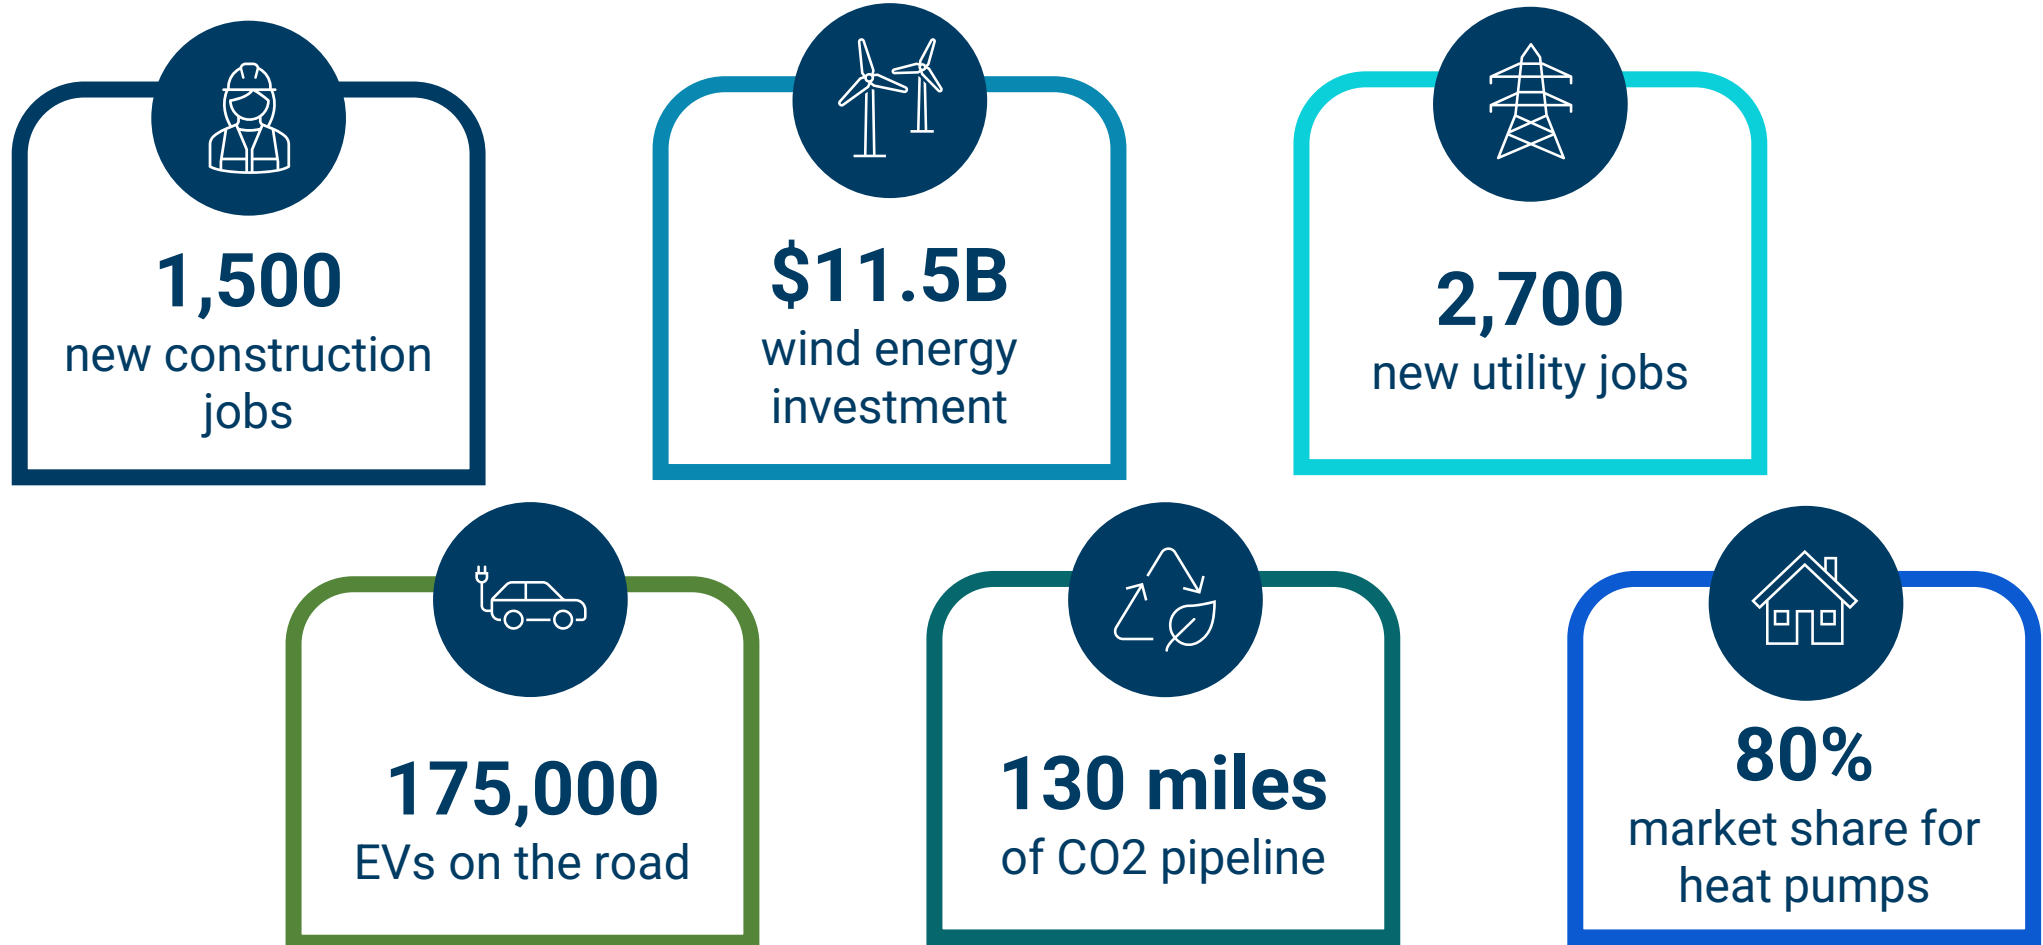 1,500
new construction
jobs
$11.5B
wind energy
investment
2,700
new utility jobs
175,000
EVs on the road
130 miles
of CO2 pipeline
80%
market share for
heat pumps